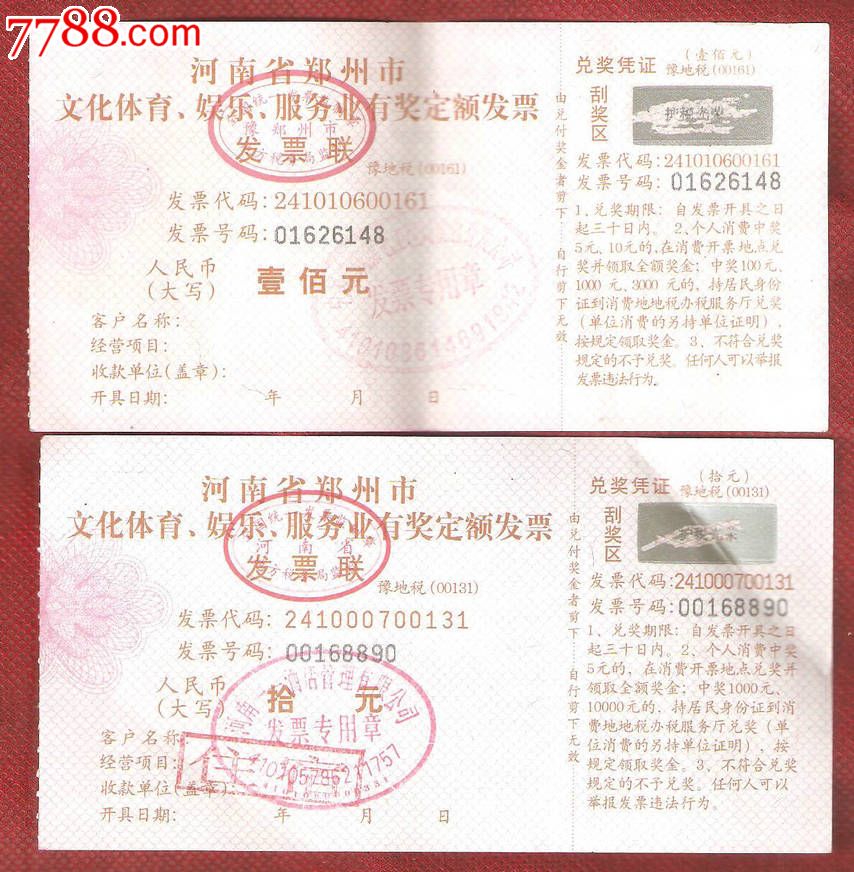 7788.com
河南省郑州市
文化体育、娱乐、服务业有奖定额发票
豫郑州市
发票联
豫地税(00161)
发票代码:241010600161
发票号码:01626148
人民币
(大写)
壹佰元
发票专用章
客户名称:
经营项目:
收款单位(盖章):
开具日期: 年 月 日
由兑付奖金者剪下 自行剪下无效
(壹佰元)
兑奖凭证 豫地税(00161)
刮奖区
发票代码:241010600161
发票号码:01626148
1、兑奖期限:自发票开具之日
起三十日内。2、个人消费中奖
5元、10元的,在消费开票地点兑
奖并领取全额奖金;中奖100元、
1000元、3000元的,持居民身份
证到消费地地税办税服务厅兑奖
(单位消费的另持单位证明),
按规定领取奖金。3、不符合兑奖
规定的不予兑奖。任何人可以举报
发票违法行为。
河南省郑州市
文化体育、娱乐、服务业有奖定额发票
河南省
发票联
豫地税(00131)
发票代码:241000700131
发票号码:00168890
人民币
(大写)
拾元
发票专用章
客户名称:
经营项目:
收款单位(盖章):
开具日期: 年 月 日
由兑付奖金者剪下 自行剪下无效
(拾元)
兑奖凭证 豫地税(00131)
刮奖区
发票代码:241000700131
发票号码:00168890
1、兑奖期限:自发票开具之日
起三十日内。2、个人消费中奖
5元的,在消费开票地点兑奖并
领取全额奖金;中奖1000元、
10000元的,持居民身份证到消
费地地税办税服务厅兑奖(单
位消费的另持单位证明),按
规定领取奖金。3、不符合兑奖
规定的不予兑奖。任何人可以
举报发票违法行为。